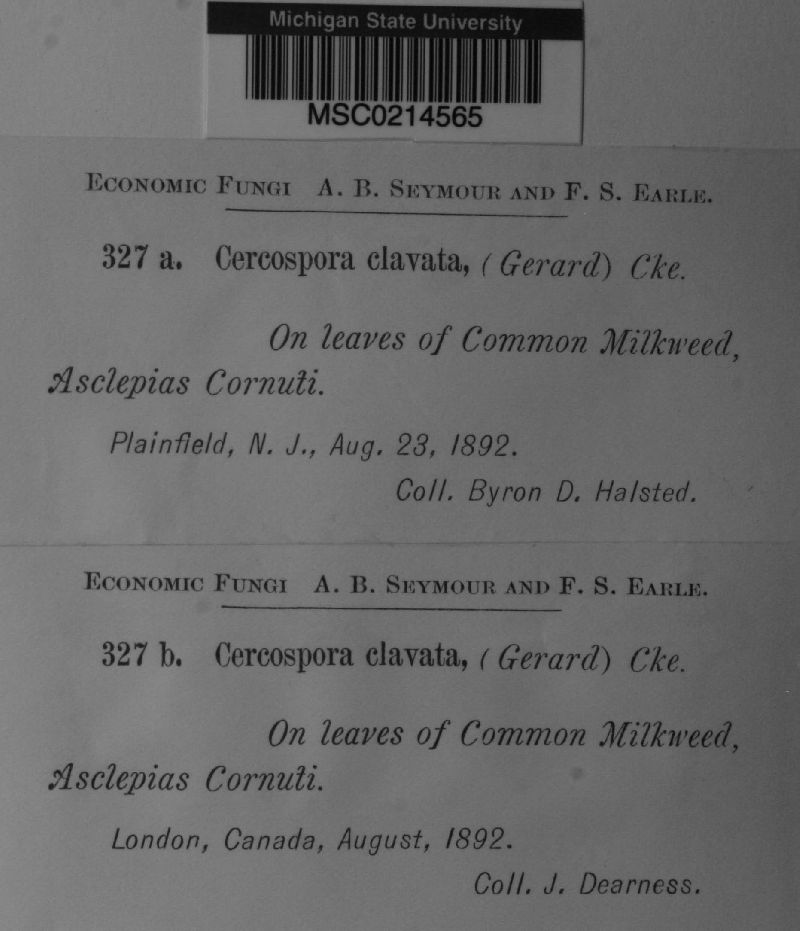 Michigan State University
MSC0214565
ECONOMIC FUNGI A. B. SEYMOUR AND F. S. EARLE.
327 a. Cercospora clavata, (Gerard) Cke.
On leaves of Common Milkweed,
Asclepias Cornuti.
Plainfield, N. J., Aug. 23, 1892.
Coll. Byron D. Halsted.
ECONOMIC FUNGI A. B. SEYMOUR AND F. S. EARLE.
327 b. Cercospora clavata, (Gerard) Cke.
On leaves of Common Milkweed,
Asclepias Cornuti.
London, Canada, August, 1892.
Coll. J. Dearness.